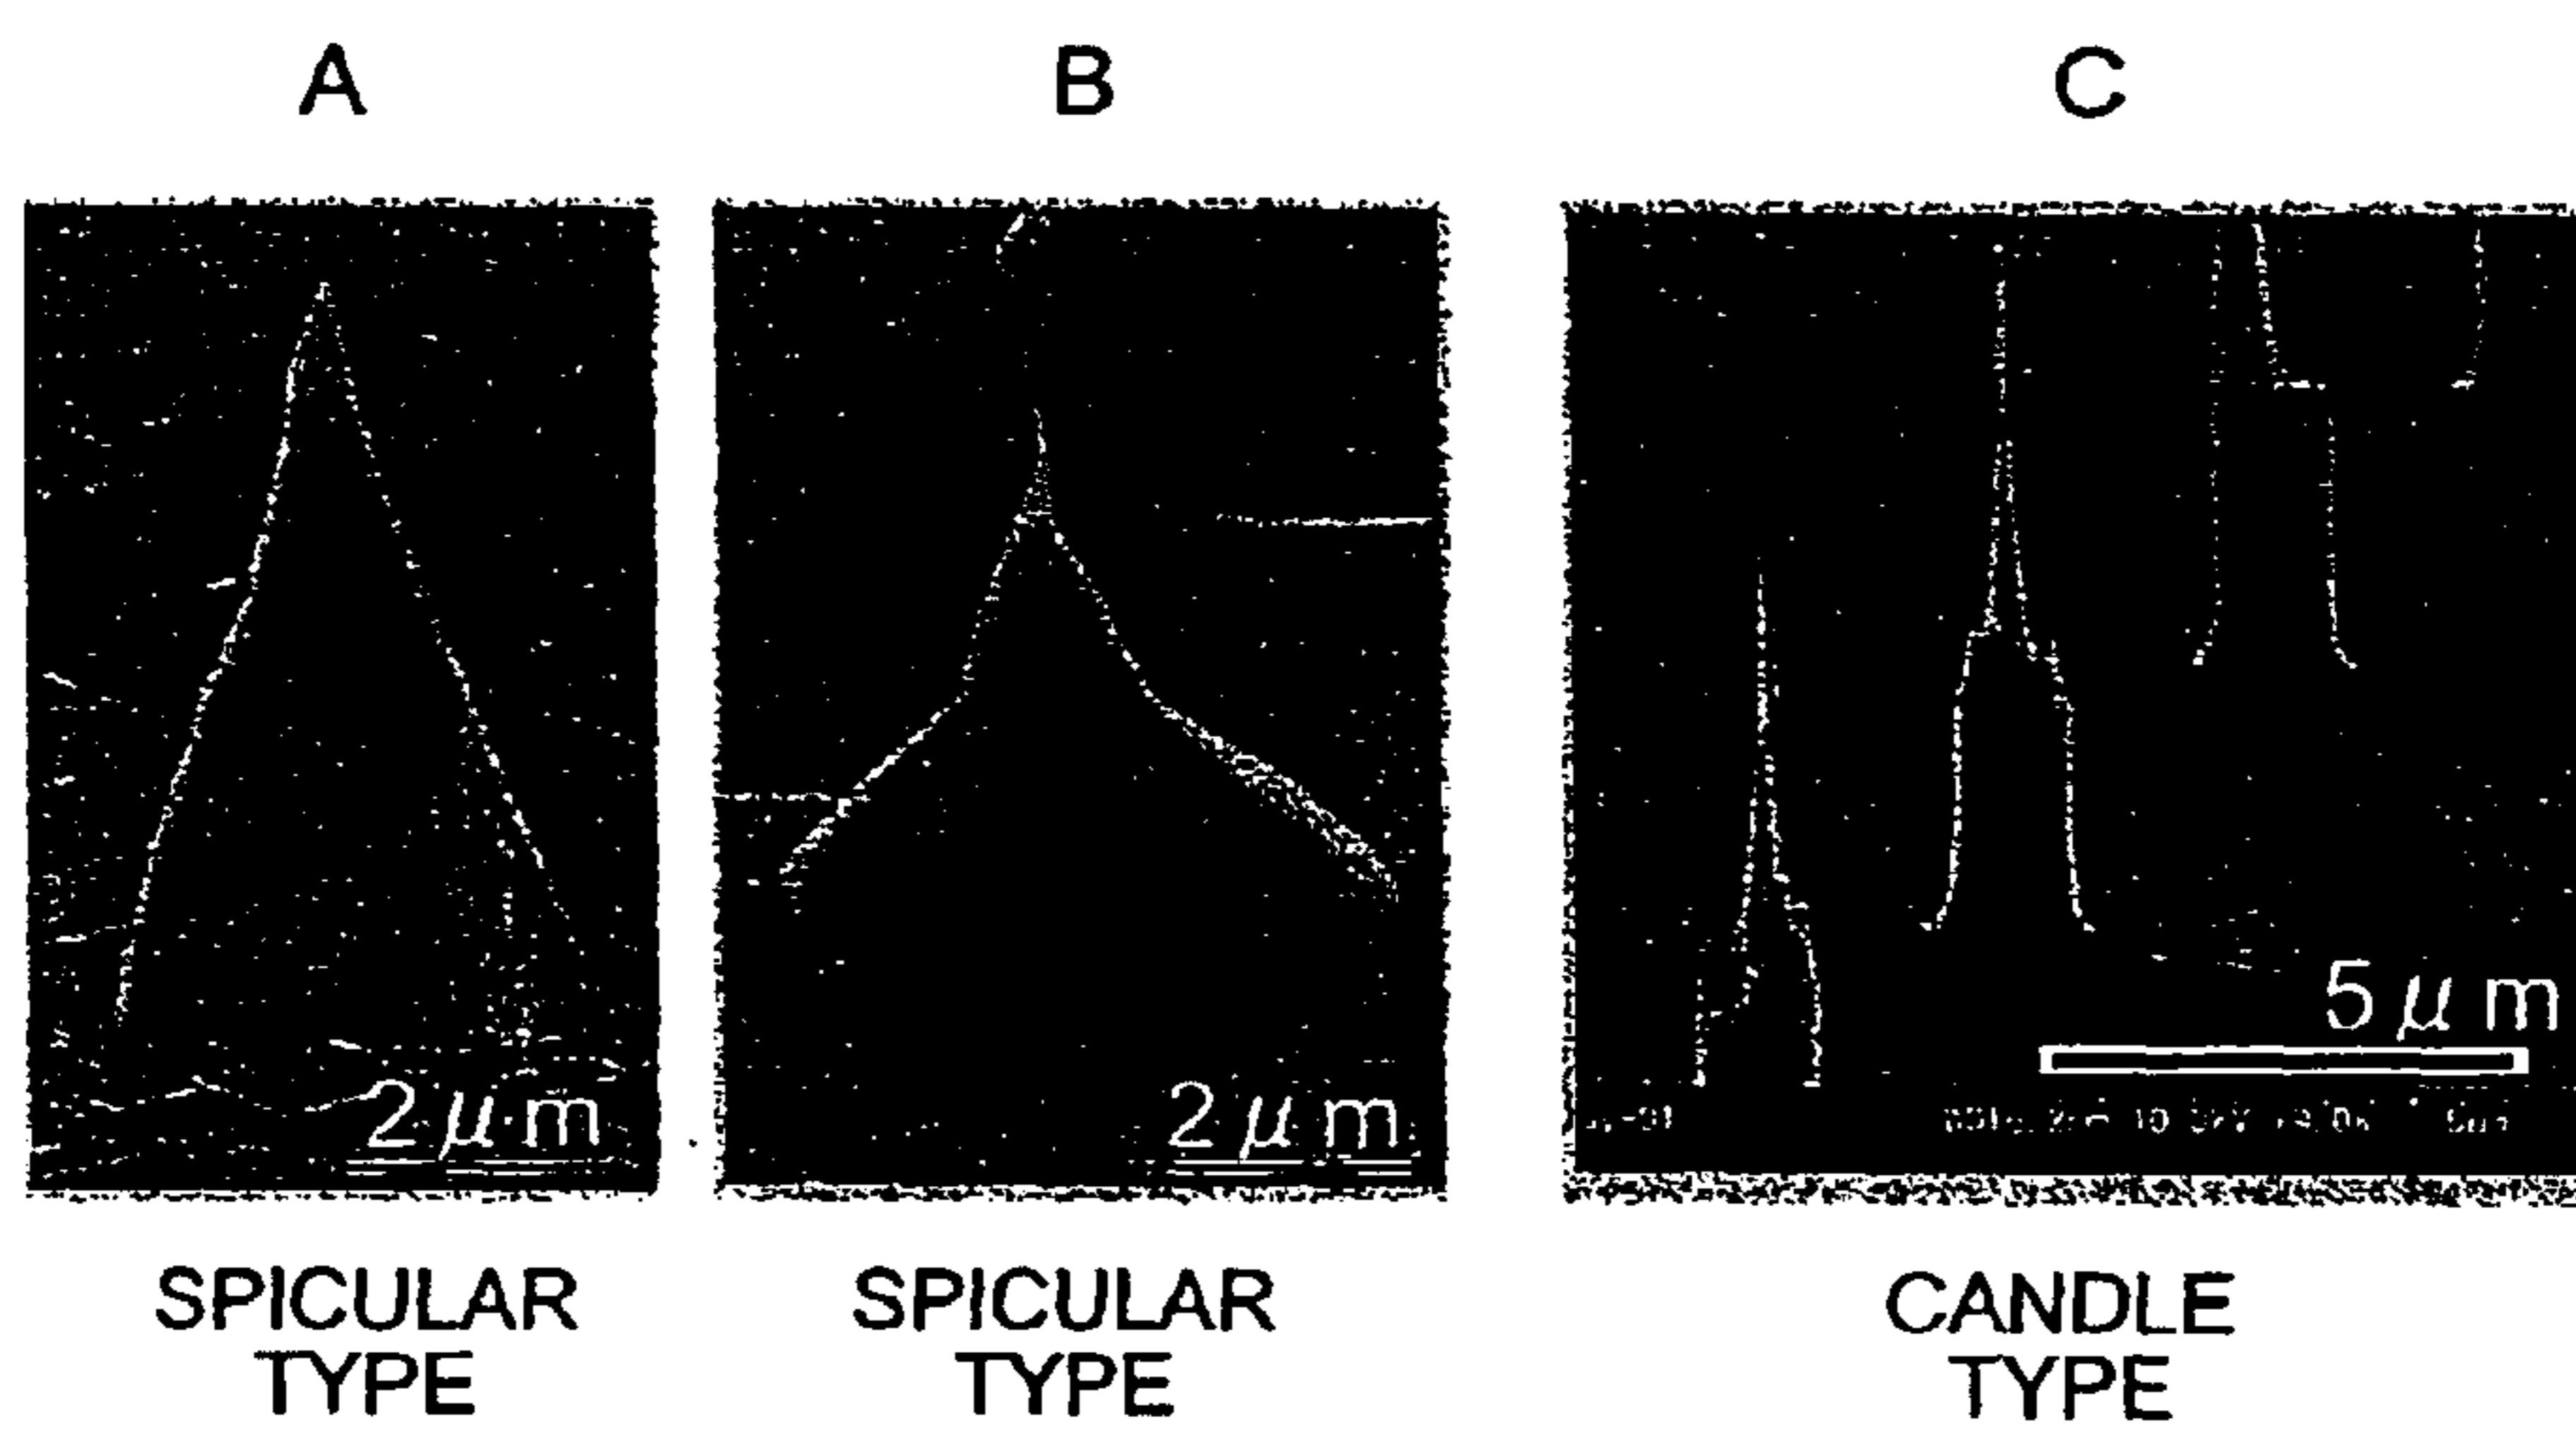 A
B
C
2 μm
2 μm
5 μm
SPICULAR
TYPE
SPICULAR
TYPE
CANDLE
TYPE